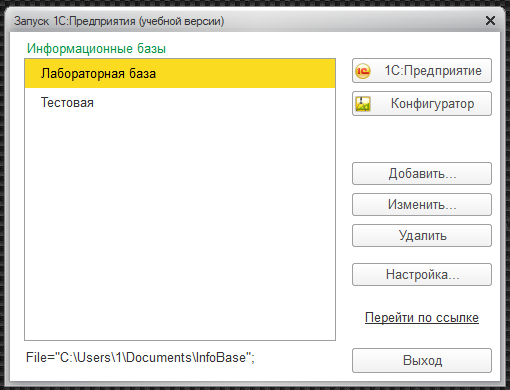 Запуск 1С:Предприятия (учебной версии)
Информационные базы
Лабораторная база
Тестовая
1С:Предприятие
Конфигуратор
Добавить...
Изменить...
Удалить
Настройка...
Перейти по ссылке
File="C:\Users\1\Documents\InfoBase";
Выход